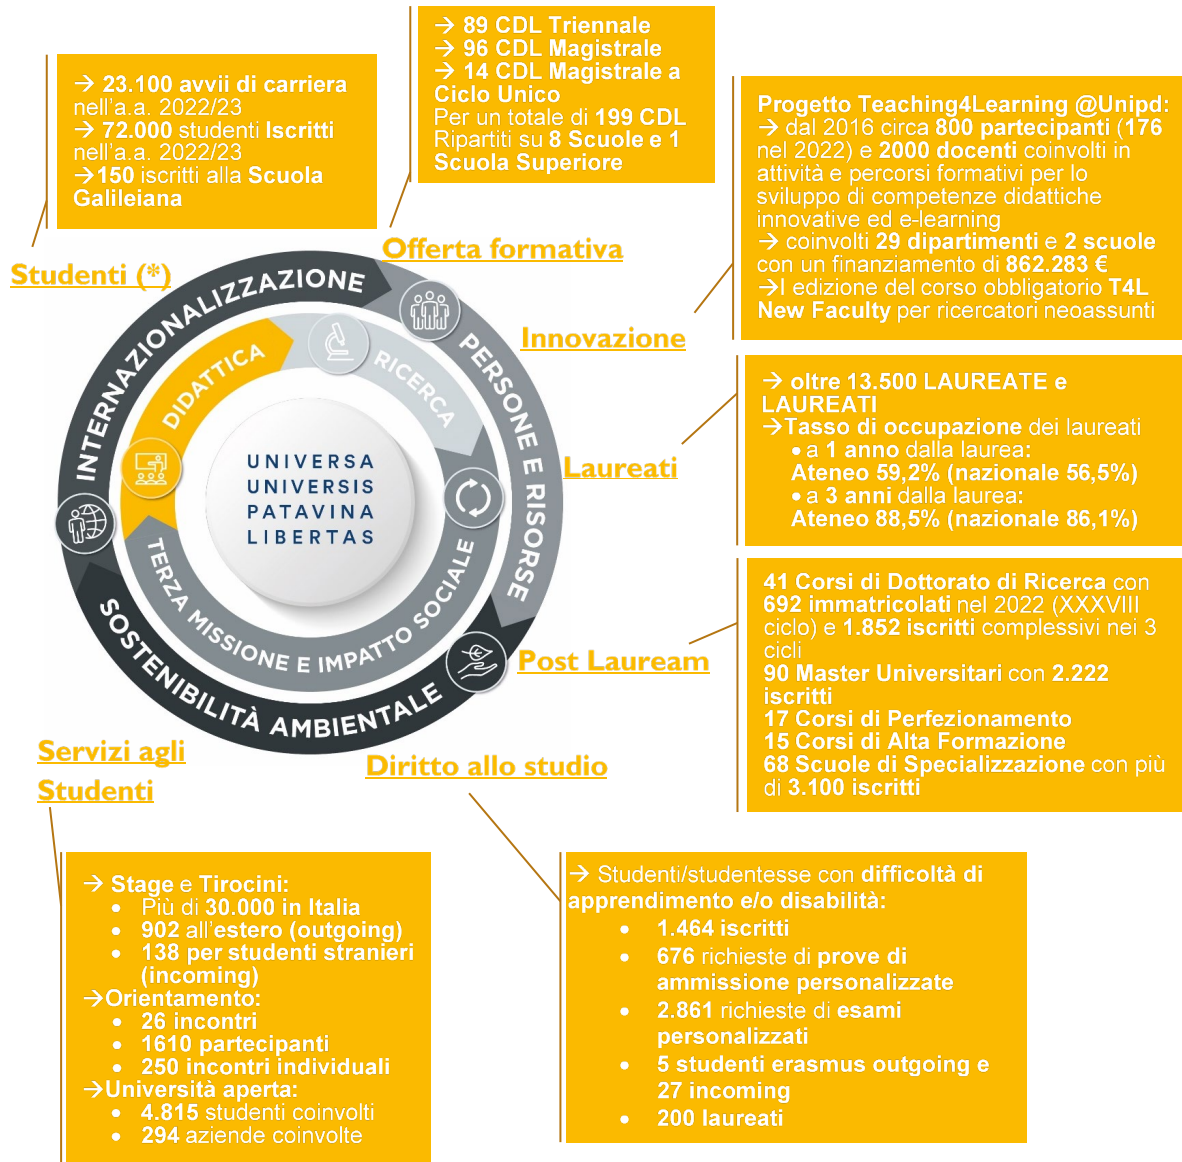 → 89 CDL Triennale
→ 96 CDL Magistrale
→ 14 CDL Magistrale a
Ciclo Unico
Per un totale di 199 CDL
Ripartiti su 8 Scuole e 1
Scuola Superiore
→ 23.100 avvii di carriera
nell'a.a. 2022/23
→ 72.000 studenti Iscritti
nell'a.a. 2022/23
→150 iscritti alla Scuola
Galileiana
Progetto Teaching4Learning @Unipd:
→ dal 2016 circa 800 partecipanti (176
nel 2022) e 2000 docenti coinvolti in
attività e percorsi formativi per lo
sviluppo di competenze didattiche
innovative ed e-learning
→ coinvolti 29 dipartimenti e 2 scuole
con un finanziamento di 862.283 €
→I edizione del corso obbligatorio T4L
New Faculty per ricercatori neoassunti
Studenti (*)
Offerta formativa
Innovazione
Laureati
→ oltre 13.500 LAUREATE e
LAUREATI
→Tasso di occupazione dei laureati
• a 1 anno dalla laurea:
Ateneo 59,2% (nazionale 56,5%)
• a 3 anni dalla laurea:
Ateneo 88,5% (nazionale 86,1%)
INTERNAZIONALIZZAZIONE
PERSONE E RISORSE
SOSTENIBILITÀ AMBIENTALE
DIDATTICA
RICERCA
TERZA MISSIONE E IMPATTO SOCIALE
UNIVERSA
UNIVERSIS
PATAVINA
LIBERTAS
Post Lauream
41 Corsi di Dottorato di Ricerca con
692 immatricolati nel 2022 (XXXVIII
ciclo) e 1.852 iscritti complessivi nei 3
cicli
90 Master Universitari con 2.222
iscritti
17 Corsi di Perfezionamento
15 Corsi di Alta Formazione
68 Scuole di Specializzazione con più
di 3.100 iscritti
Servizi agli
Studenti
Diritto allo studio
→ Stage e Tirocini:
• Più di 30.000 in Italia
• 902 all'estero (outgoing)
• 138 per studenti stranieri
(incoming)
→Orientamento:
• 26 incontri
• 1610 partecipanti
• 250 incontri individuali
→Università aperta:
• 4.815 studenti coinvolti
• 294 aziende coinvolte
→ Studenti/studentesse con difficoltà di
apprendimento e/o disabilità:
• 1.464 iscritti
• 676 richieste di prove di
ammissione personalizzate
• 2.861 richieste di esami
personalizzati
• 5 studenti erasmus outgoing e
27 incoming
• 200 laureati